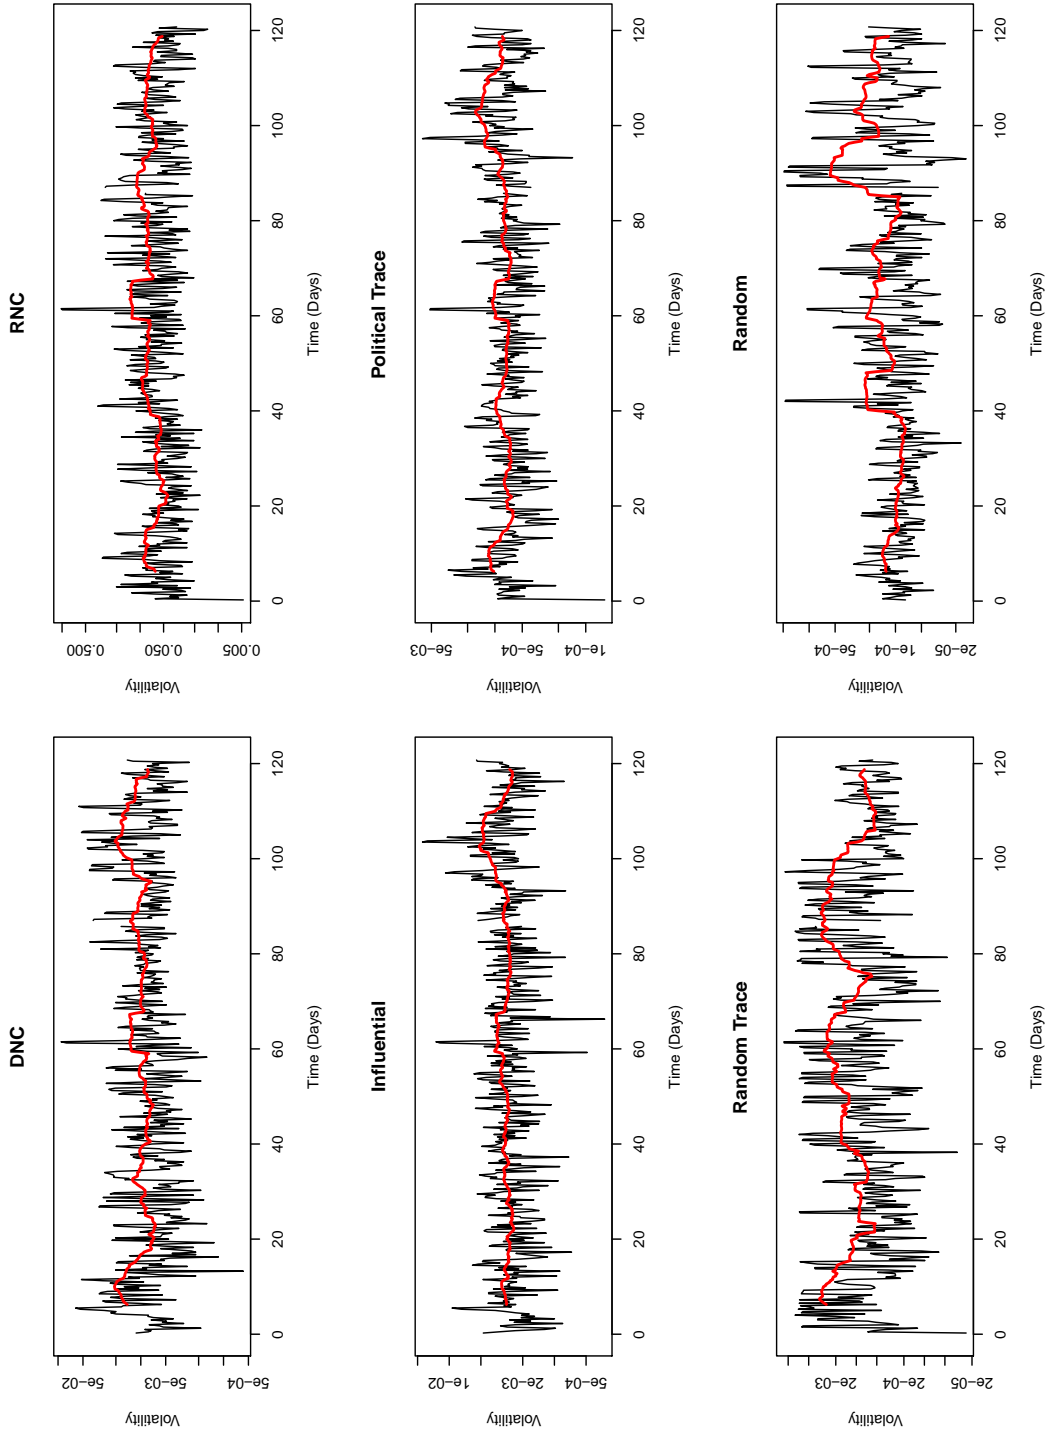 DNC
Volatility
5e-02
5e-03
5e-04
0 20 40 60 80 100 120
Time (Days)
RNC
Volatility
0.500
0.050
0.005
0 20 40 60 80 100 120
Time (Days)
Influential
Volatility
1e-02
2e-03
5e-04
0 20 40 60 80 100 120
Time (Days)
Political Trace
Volatility
5e-03
5e-04
1e-04
0 20 40 60 80 100 120
Time (Days)
Random Trace
Volatility
2e-03
2e-04
2e-05
0 20 40 60 80 100 120
Time (Days)
Random
Volatility
5e-04
1e-04
2e-05
0 20 40 60 80 100 120
Time (Days)